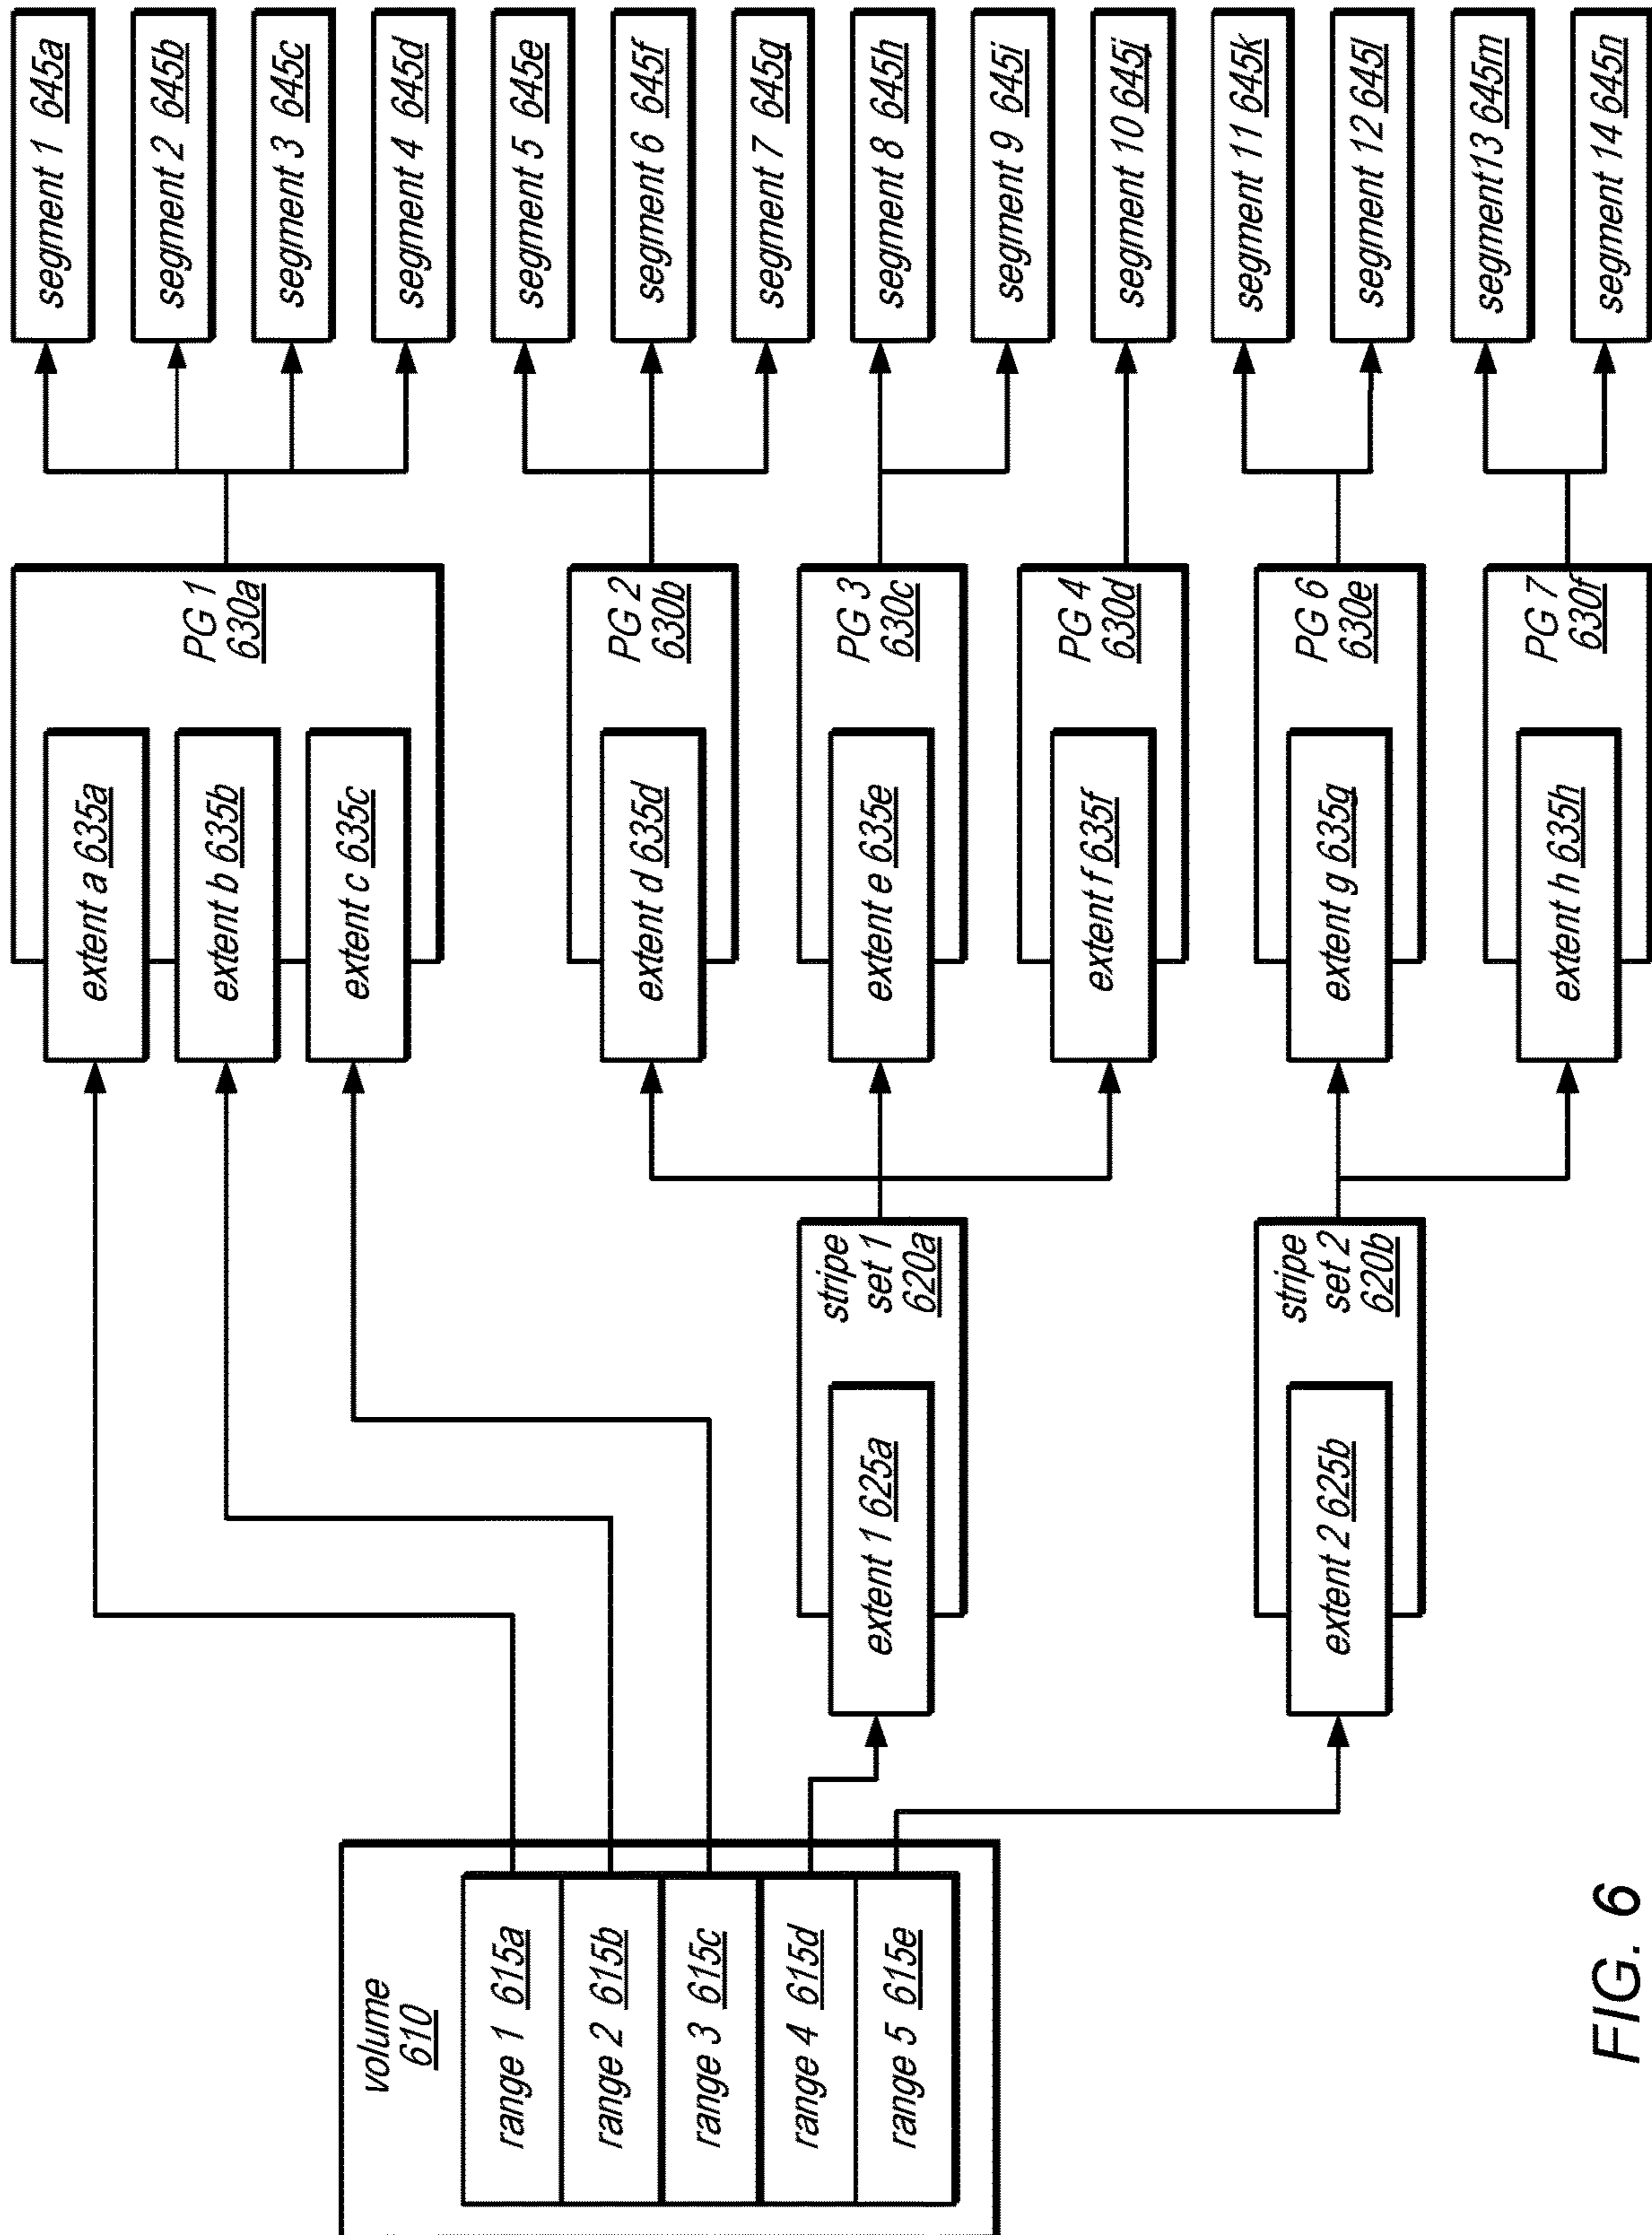 volume
610
range 1 615a
range 2 615b
range 3 615c
range 4 615d
range 5 615e
extent 1 625a
stripe
set 1
620a
extent 2 625b
stripe
set 2
620b
extent a 635a
extent b 635b
extent c 635c
PG 1
630a
extent d 635d
PG 2
630b
extent e 635e
PG 3
630c
extent f 635f
PG 4
630d
extent g 635g
PG 6
630e
extent h 635h
PG 7
630f
segment 1 645a
segment 2 645b
segment 3 645c
segment 4 645d
segment 5 645e
segment 6 645f
segment 7 645g
segment 8 645h
segment 9 645i
segment 10 645j
segment 11 645k
segment 12 645l
segment13 645m
segment 14 645n
FIG. 6